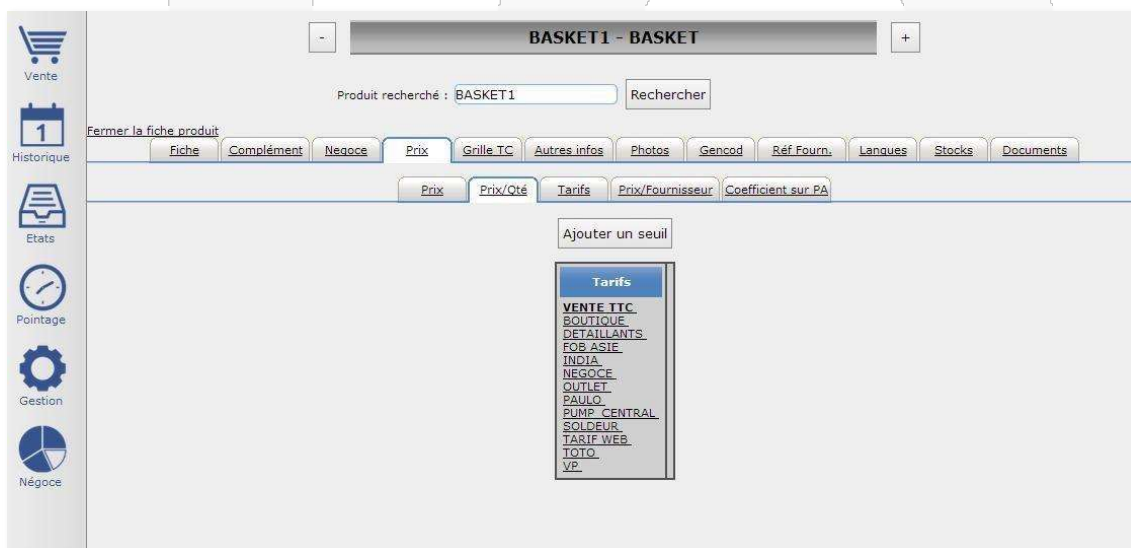 - BASKET1 - BASKET +
Vente
Produit recherché : BASKET1 Rechercher
1
Historique
Fermer la fiche produit
Fiche Complément Negoce Prix Grille TC Autres infos Photos Gencod Réf Fourn. Langues Stocks Documents
Prix Prix/Qté Tarifs Prix/Fournisseur Coefficient sur PA
Etats
Ajouter un seuil
Tarifs
VENTE TTC
BOUTIQUE
DETAILLANTS
FOB ASIE
INDIA
NEGOCE
OUTLET
PAULO
PUMP CENTRAL
SOLDEUR
TARIF WEB
TOTO
VP
Pointage
Gestion
Négoce